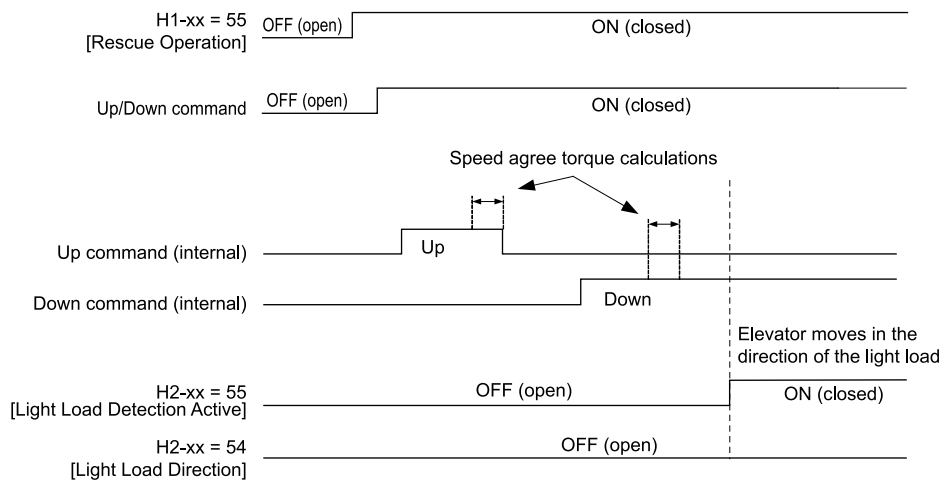 H1-xx = 55
[Rescue Operation]
OFF (open)
ON (closed)
Up/Down command
OFF (open)
ON (closed)
Speed agree torque calculations
Up command (internal)
Up
Down command (internal)
Down
Elevator moves in the
direction of the light load
H2-xx = 55
[Light Load Detection Active]
OFF (open)
ON (closed)
H2-xx = 54
[Light Load Direction]
OFF (open)